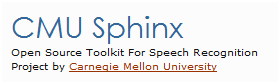 CMU Sphinx
Open Source Toolkit For Speech Recognition
Project by Carnegie Mellon University